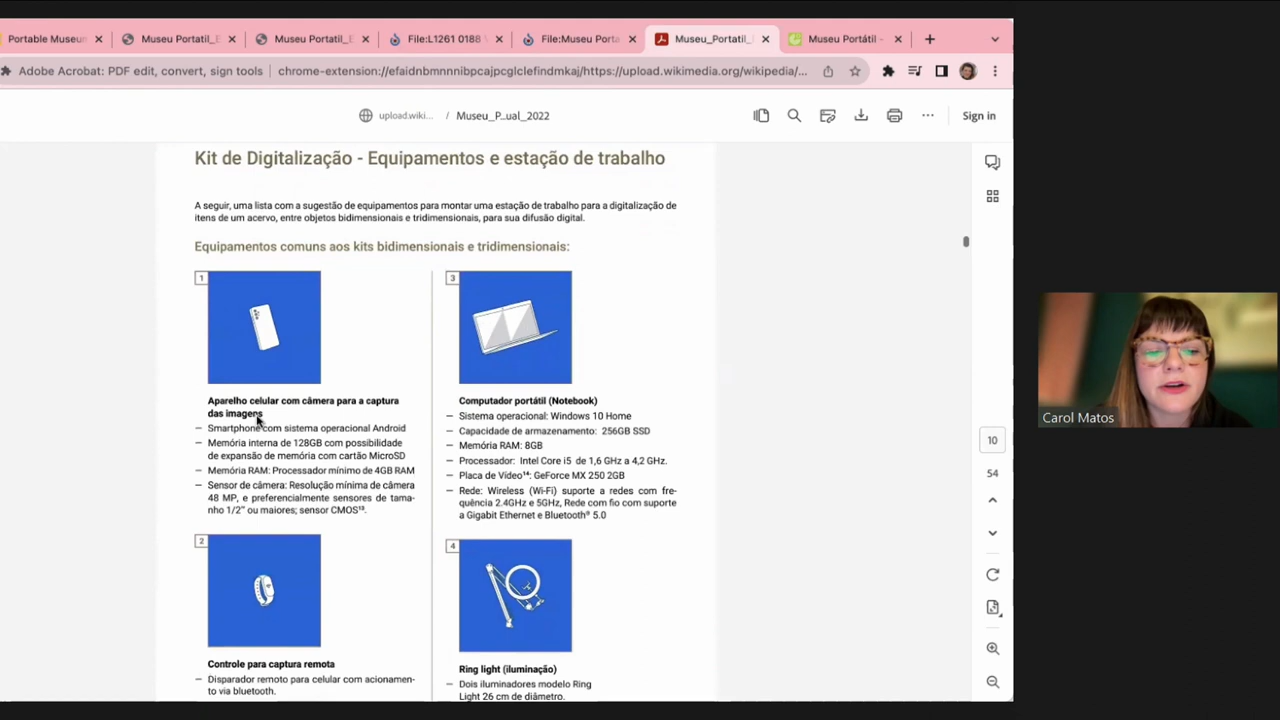 Portable Museum
Museu Portatil_E
Museu Portatil_E
File:L1261 0188
File:Museu Porta
Museu_Portatil_
Museu Portátil -
Adobe Acrobat: PDF edit, convert, sign tools
chrome-extension://efaidnbmnnnibpcajpcglclefindmkaj/https://upload.wikimedia.org/wikipedia/...
upload.wiki... / Museu_P...ual_2022
Sign in
Kit de Digitalização - Equipamentos e estação de trabalho
A seguir, uma lista com a sugestão de equipamentos para montar uma estação de trabalho para a digitalização de
itens de um acervo, entre objetos bidimensionais e tridimensionais, para sua difusão digital.
Equipamentos comuns aos kits bidimensionais e tridimensionais:
1
Aparelho celular com câmera para a captura
das imagens
– Smartphone com sistema operacional Android
– Memória interna de 128GB com possibilidade
de expansão de memória com cartão MicroSD
– Memória RAM: Processador mínimo de 4GB RAM
– Sensor de câmera: Resolução mínima de câmera
48 MP, e preferencialmente sensores de tama-
nho 1/2” ou maiores; sensor CMOS¹³.
2
Controle para captura remota
– Disparador remoto para celular com acionamen-
to via bluetooth.
3
Computador portátil (Notebook)
– Sistema operacional: Windows 10 Home
– Capacidade de armazenamento: 256GB SSD
– Memória RAM: 8GB
– Processador: Intel Core i5 de 1,6 GHz a 4,2 GHz.
– Placa de Vídeo¹⁴: GeForce MX 250 2GB
– Rede: Wireless (Wi-Fi) suporte a redes com fre-
quência 2.4GHz e 5GHz, Rede com fio com suporte
a Gigabit Ethernet e Bluetooth® 5.0
4
Ring light (iluminação)
– Dois iluminadores modelo Ring
Light 26 cm de diâmetro.
10
54
Carol Matos